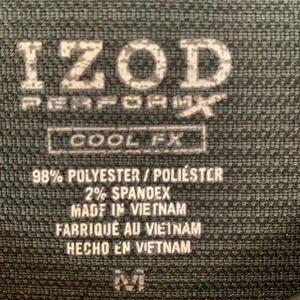 IZOD
PERFORMX
COOL FX
98% POLYESTER / POLIÉSTER
2% SPANDEX
MADE IN VIETNAM
FABRIQUÉ AU VIETNAM
HECHO EN VIETNAM
M